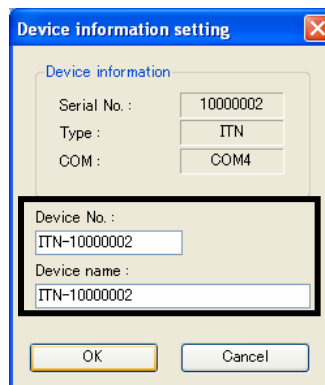 Device information setting
Device information
Serial No. : 10000002
Type : ITN
COM : COM4
Device No. :
ITN-10000002
Device name :
ITN-10000002
OK Cancel